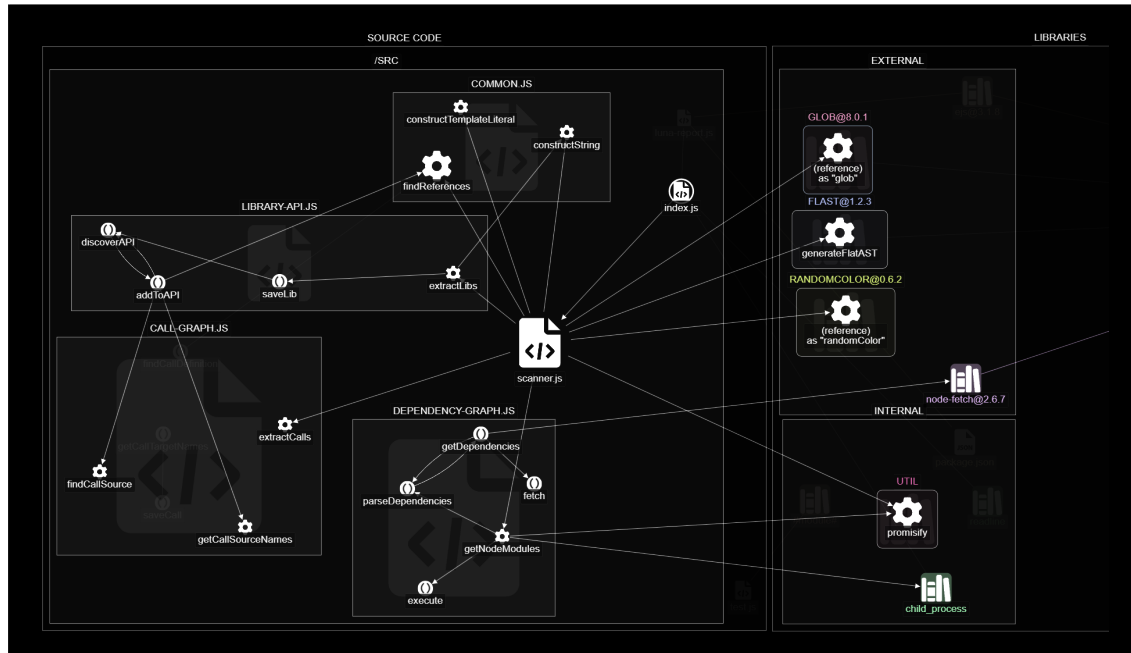 SOURCE CODE
LIBRARIES
/SRC
EXTERNAL
COMMON.JS
constructTemplateLiteral
constructString
findReferences
GLOB@8.0.1
(reference)
as "glob"
index.js
LIBRARY-API.JS
FLAST@1.2.3
discoverAPI
generateFlatAST
addToAPI
saveLib
extractLibs
RANDOMCOLOR@0.6.2
CALL-GRAPH.JS
(reference)
as "randomColor"
scanner.js
node-fetch@2.6.7
DEPENDENCY-GRAPH.JS
INTERNAL
extractCalls
getDependencies
findCallSource
UTIL
parseDependencies
fetch
getCallSourceNames
promisify
getNodeModules
execute
child_process